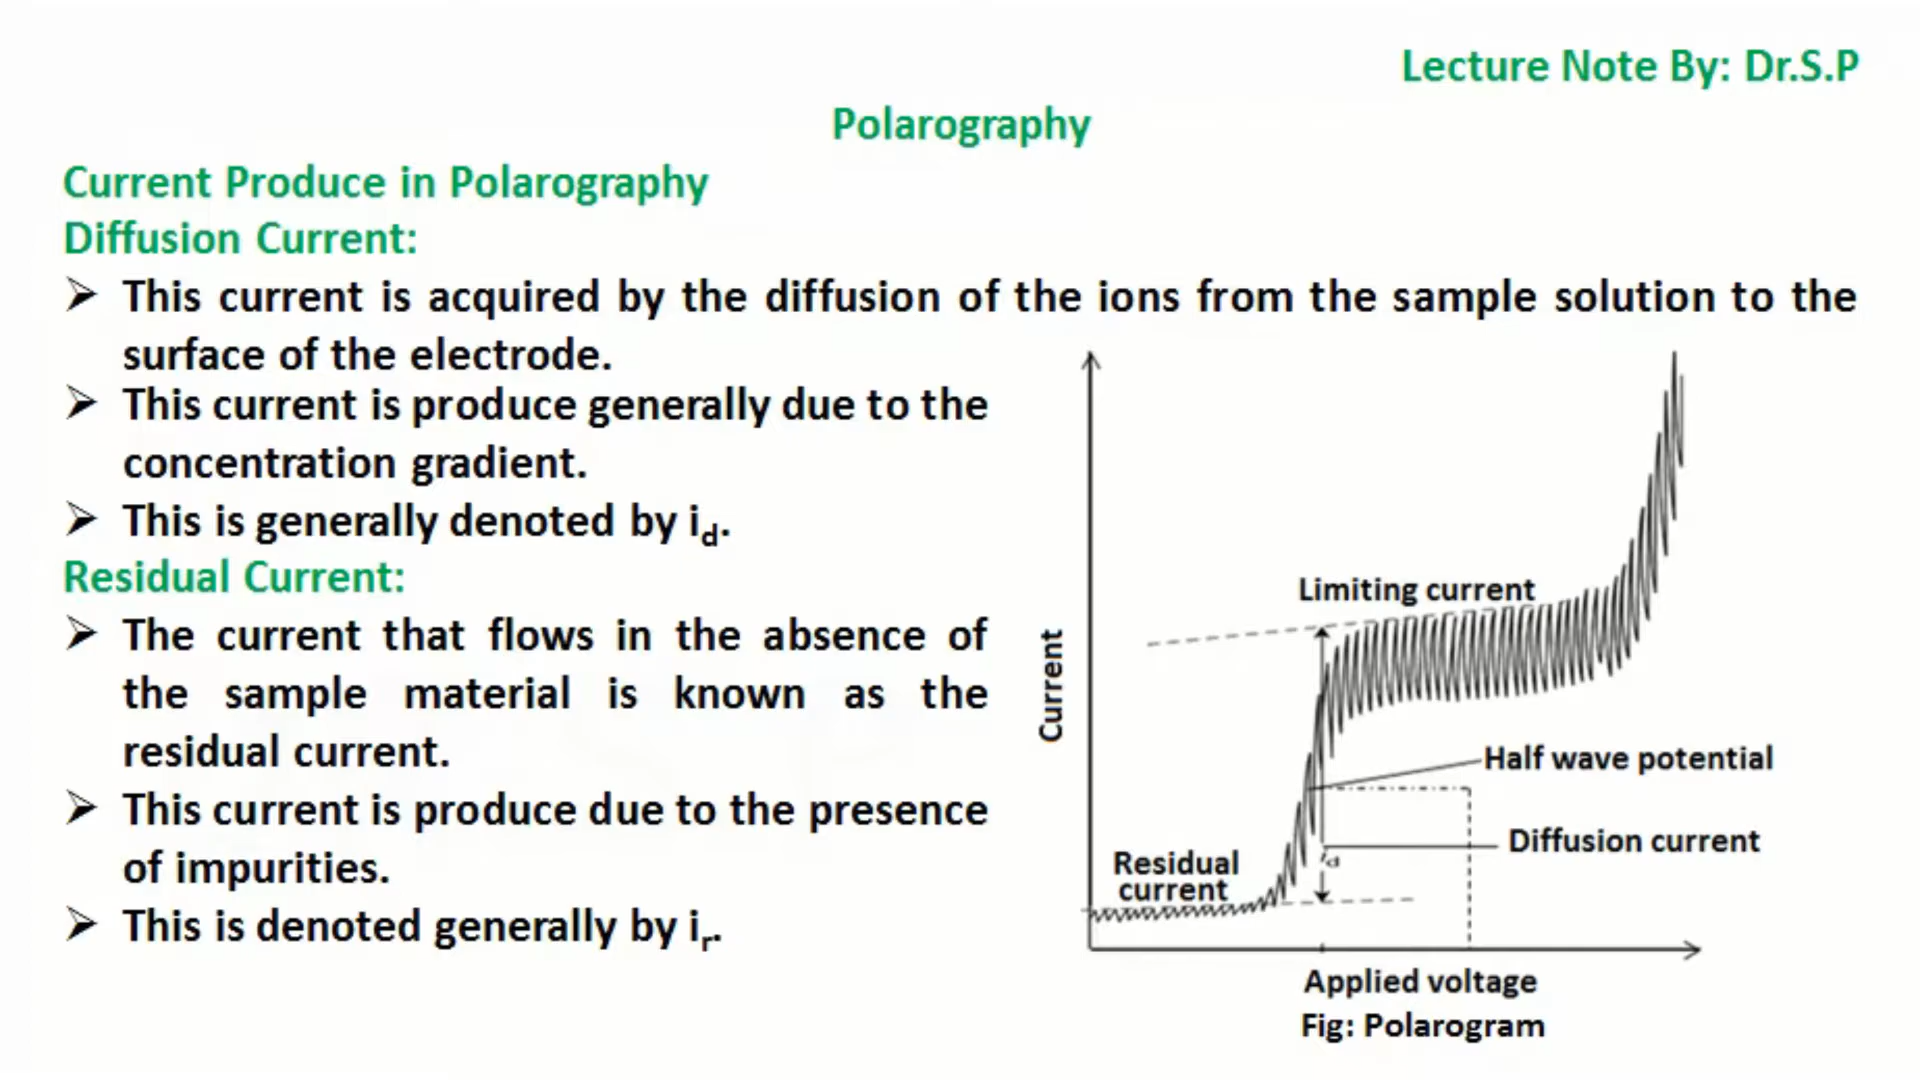 Lecture Note By: Dr.S.P
Polarography
Current Produce in Polarography
Diffusion Current:
➢ This current is acquired by the diffusion of the ions from the sample solution to the
surface of the electrode.
➢ This current is produce generally due to the
concentration gradient.
➢ This is generally denoted by id.
Residual Current:
➢ The current that flows in the absence of
the sample material is known as the
residual current.
➢ This current is produce due to the presence
of impurities.
➢ This is denoted generally by ir.
Limiting current
Current
Half wave potential
Diffusion current
id
Residual
current
Applied voltage
Fig: Polarogram